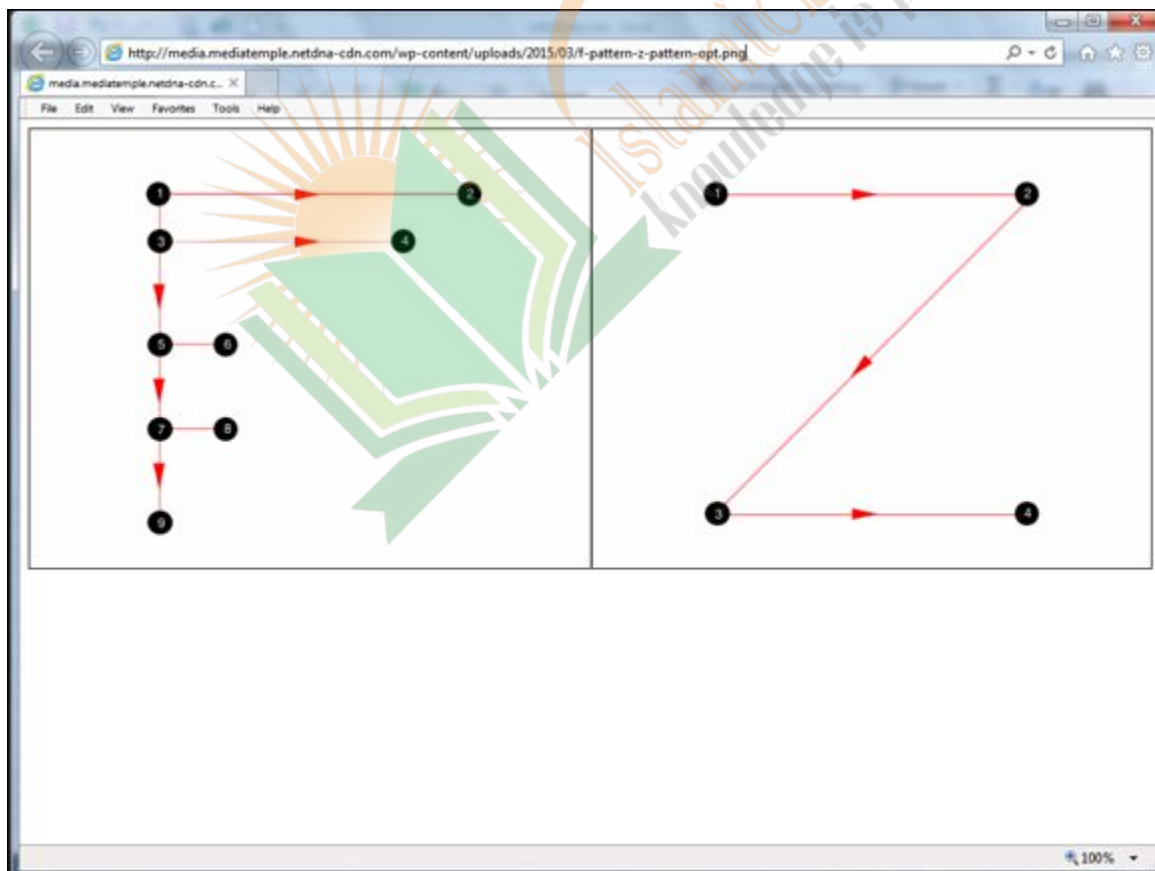 http://media.mediatemple.netdna-cdn.com/wp-content/uploads/2015/03/f-pattern-z-pattern-opt.png
media.mediatemple.netdna-cdn.c...
File Edit View Favorites Tools Help
1 2
3 4
5 6
7 8
9
1 2
3 4
knowledge is
100%